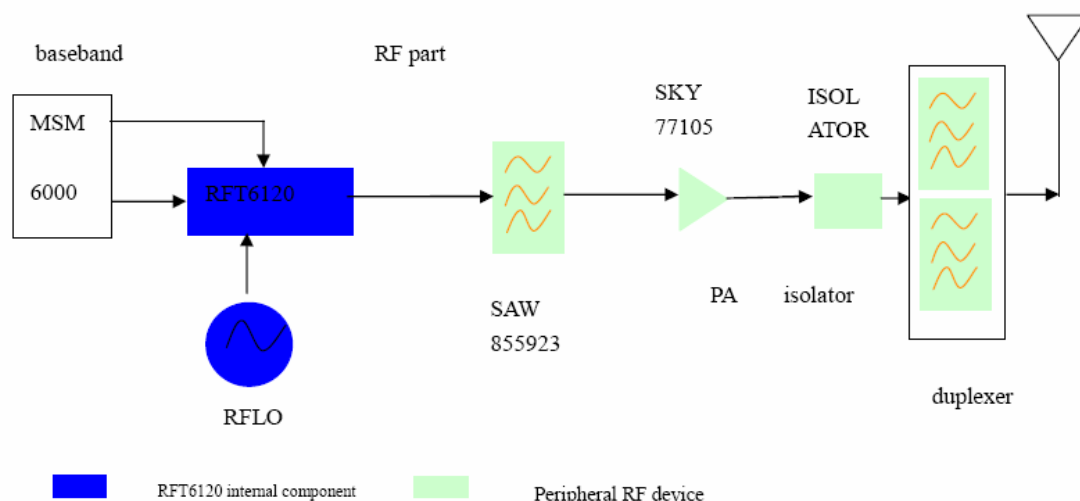 baseband
RF part
MSM
6000
RFT6120
RFLO
SAW
855923
SKY
77105
PA
ISOL
ATOR
isolator
duplexer
RFT6120 internal component
Peripheral RF device